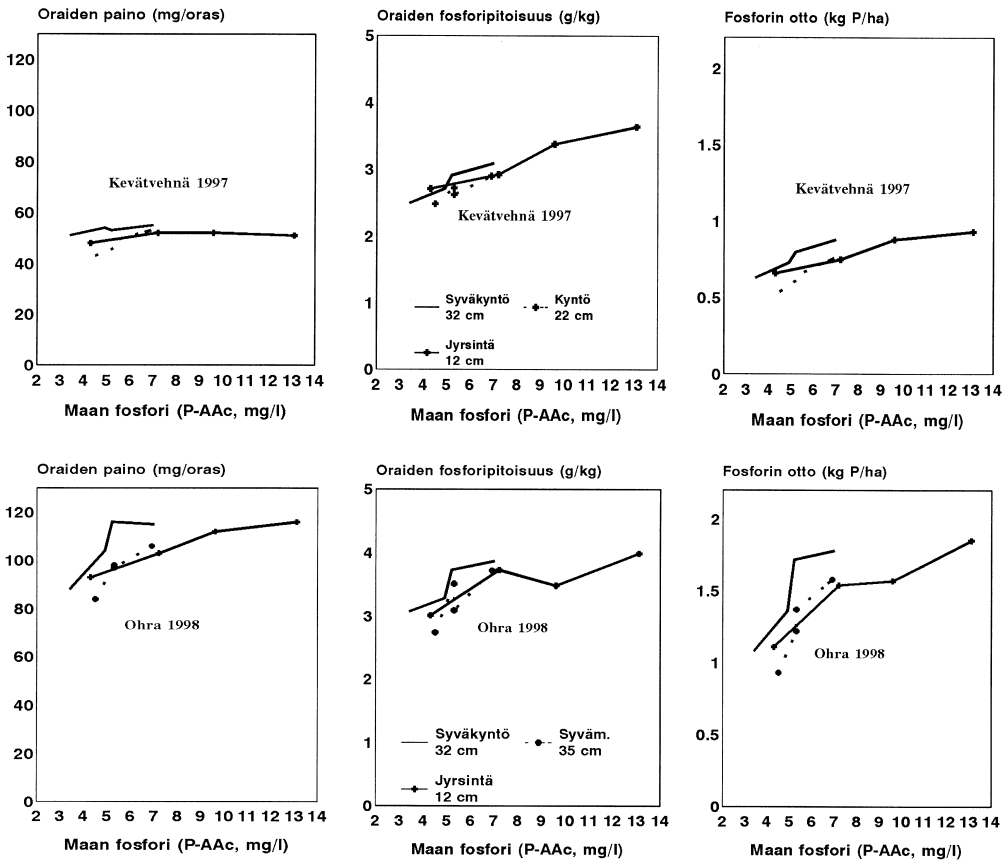 Oraiden paino (mg/oras)
120
100
80
60
40
20
0
Kevätvehnä 1997
2 3 4 5 6 7 8 9 10 11 12 13 14
Maan fosfori (P-AAc, mg/l)
Oraiden fosforipitoisuus (g/kg)
5
4
3
2
1
0
Kevätvehnä 1997
Syväkyntö
32 cm
Kyntö
22 cm
Jyrsintä
12 cm
2 3 4 5 6 7 8 9 10 11 12 13 14
Maan fosfori (P-AAc, mg/l)
Fosforin otto (kg P/ha)
2
1.5
1
0.5
0
Kevätvehnä 1997
2 3 4 5 6 7 8 9 10 11 12 13 14
Maan fosfori (P-AAc, mg/l)
Oraiden paino (mg/oras)
120
100
80
60
40
20
0
Ohra 1998
2 3 4 5 6 7 8 9 10 11 12 13 14
Maan fosfori (P-AAc, mg/l)
Oraiden fosforipitoisuus (g/kg)
5
4
3
2
1
0
Ohra 1998
Syväkyntö
32 cm
Syväm.
35 cm
Jyrsintä
12 cm
2 3 4 5 6 7 8 9 10 11 12 13 14
Maan fosfori (P-AAc, mg/l)
Fosforin otto (kg P/ha)
2
1.5
1
0.5
0
Ohra 1998
2 3 4 5 6 7 8 9 10 11 12 13 14
Maan fosfori (P-AAc, mg/l)